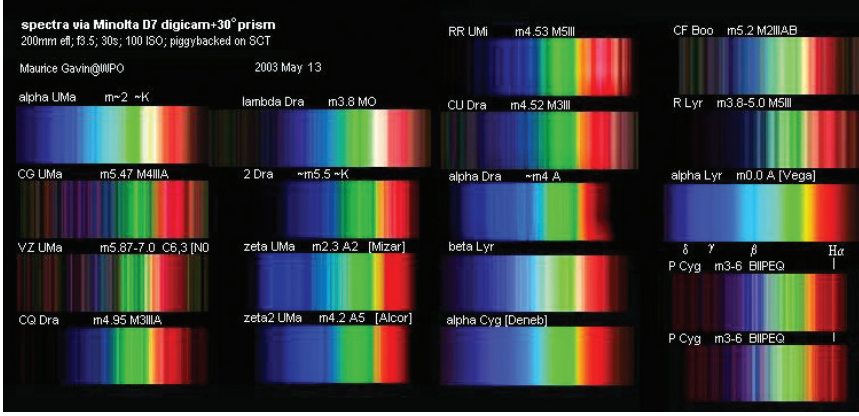 spectra via Minolta D7 digicam+30°prism
200mm efl; f3.5; 30s; 100 ISO; piggybacked on SCT
Maurice Gavin@WPO 2003 May 13
alpha UMa m~2 ~K
CG UMa m5.47 M4IIIA
VZ UMa m5.87-7.0 C6,3 [N0
CQ Dra m4.95 M3IIIA
lambda Dra m3.8 MO
2 Dra ~m5.5 ~K
zeta UMa m2.3 A2 [Mizar]
zeta2 UMa m4.2 A5 [Alcor]
RR UMi m4.53 M5III
CU Dra m4.52 M3III
alpha Dra ~m4 A
beta Lyr
alpha Cyg [Deneb]
CF Boo m5.2 M2IIIAB
R Lyr m3.8-5.0 M5III
alpha Lyr m0.0 A [Vega]
δ γ β Hα
P Cyg m3-6 BIIPEQ
P Cyg m3-6 BIIPEQ